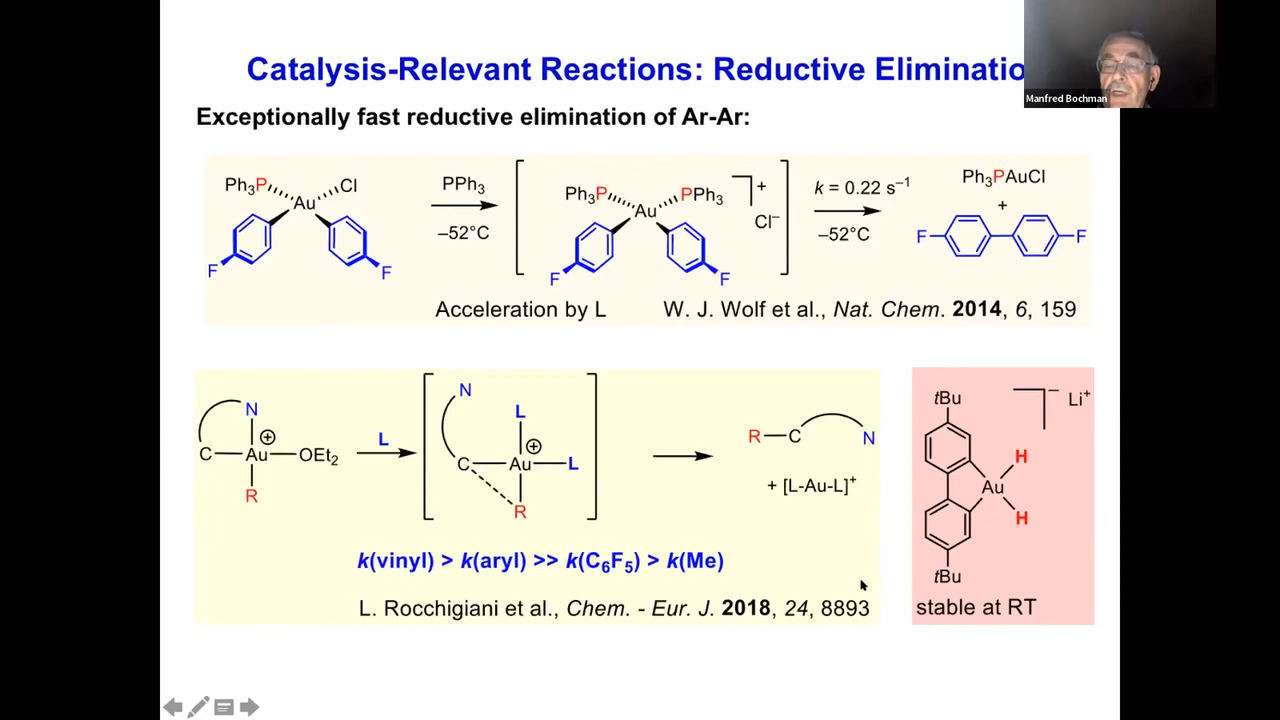 Catalysis-Relevant Reactions: Reductive Eliminatio
Manfred Bochman
Exceptionally fast reductive elimination of Ar-Ar:
Ph₃P
Cl
Au
F
F
PPh₃
–52°C
Ph₃P
PPh₃
Au
F
F
+
Cl–
k = 0.22 s⁻¹
–52°C
Ph₃PAuCl
+
F
F
Acceleration by L
W. J. Wolf et al., Nat. Chem. 2014, 6, 159
N
C
Au
+
OEt₂
R
L
N
L
C
Au
+
L
R
R–C
N
+ [L-Au-L]⁺
k(vinyl) > k(aryl) >> k(C₆F₅) > k(Me)
L. Rocchigiani et al., Chem. - Eur. J. 2018, 24, 8893
tBu
–
Li⁺
H
Au
H
tBu
stable at RT